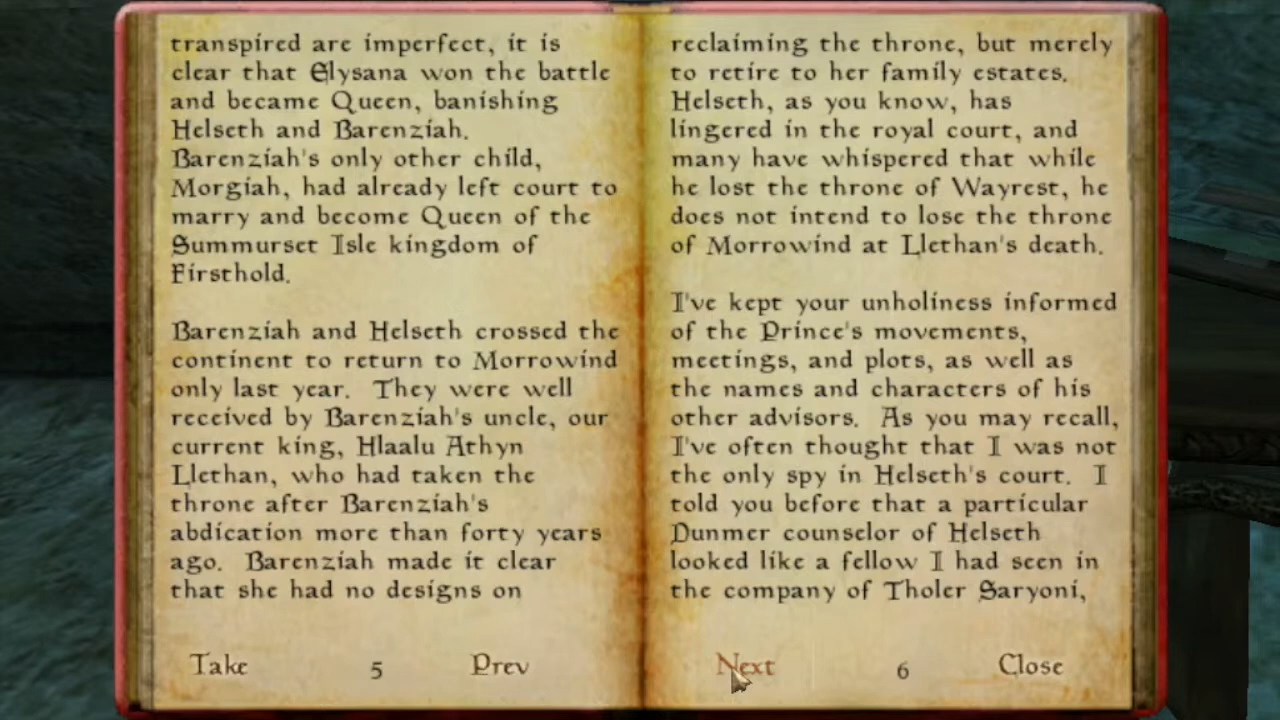 transpired are imperfect, it is
clear that Elysana won the battle
and became Queen, banishing
Helseth and Barenziah.
Barenziah's only other child,
Morgiah, had already left court to
marry and become Queen of the
Summurset Isle kingdom of
Firsthold.
Barenziah and Helseth crossed the
continent to return to Morrowind
only last year.  They were well
received by Barenziah's uncle, our
current king, Hlaalu Athyn
Llethan, who had taken the
throne after Barenziah's
abdication more than forty years
ago.  Barenziah made it clear
that she had no designs on
reclaiming the throne, but merely
to retire to her family estates.
Helseth, as you know, has
lingered in the royal court, and
many have whispered that while
he lost the throne of Wayrest, he
does not intend to lose the throne
of Morrowind at Llethan's death.
I've kept your unholiness informed
of the Prince's movements,
meetings, and plots, as well as
the names and characters of his
other advisors.  As you may recall,
I've often thought that I was not
the only spy in Helseth's court.  I
told you before that a particular
Dunmer counselor of Helseth
looked like a fellow I had seen in
the company of Tholer Saryoni,
Take 5 Prev Next 6 Close